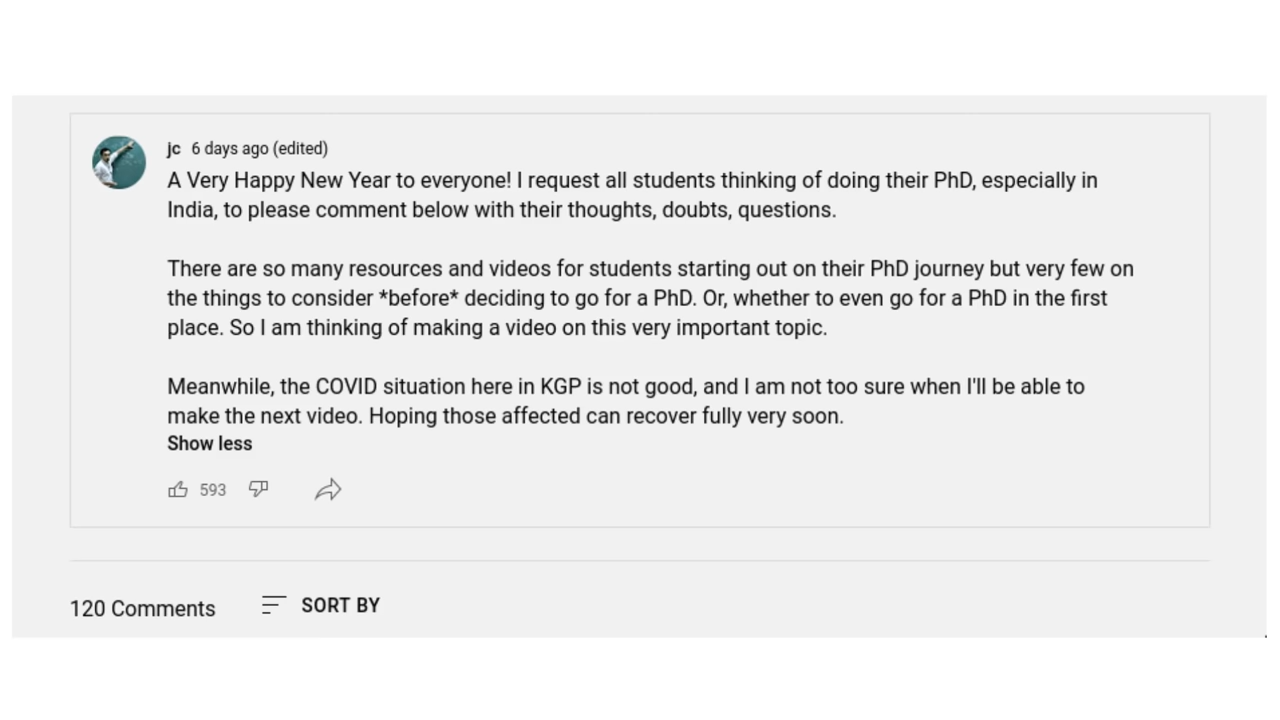 jc 6 days ago (edited)
A Very Happy New Year to everyone! I request all students thinking of doing their PhD, especially in
India, to please comment below with their thoughts, doubts, questions.
There are so many resources and videos for students starting out on their PhD journey but very few on
the things to consider *before* deciding to go for a PhD. Or, whether to even go for a PhD in the first
place. So I am thinking of making a video on this very important topic.
Meanwhile, the COVID situation here in KGP is not good, and I am not too sure when I'll be able to
make the next video. Hoping those affected can recover fully very soon.
Show less
593
120 Comments SORT BY